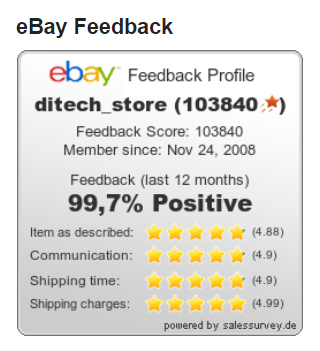 eBay Feedback
ebay Feedback Profile
ditech_store (103840)
Feedback Score: 103840
Member since: Nov 24, 2008
Feedback (last 12 months)
99,7% Positive
Item as described: (4.88)
Communication: (4.9)
Shipping time: (4.9)
Shipping charges: (4.99)
powered by salessurvey.de